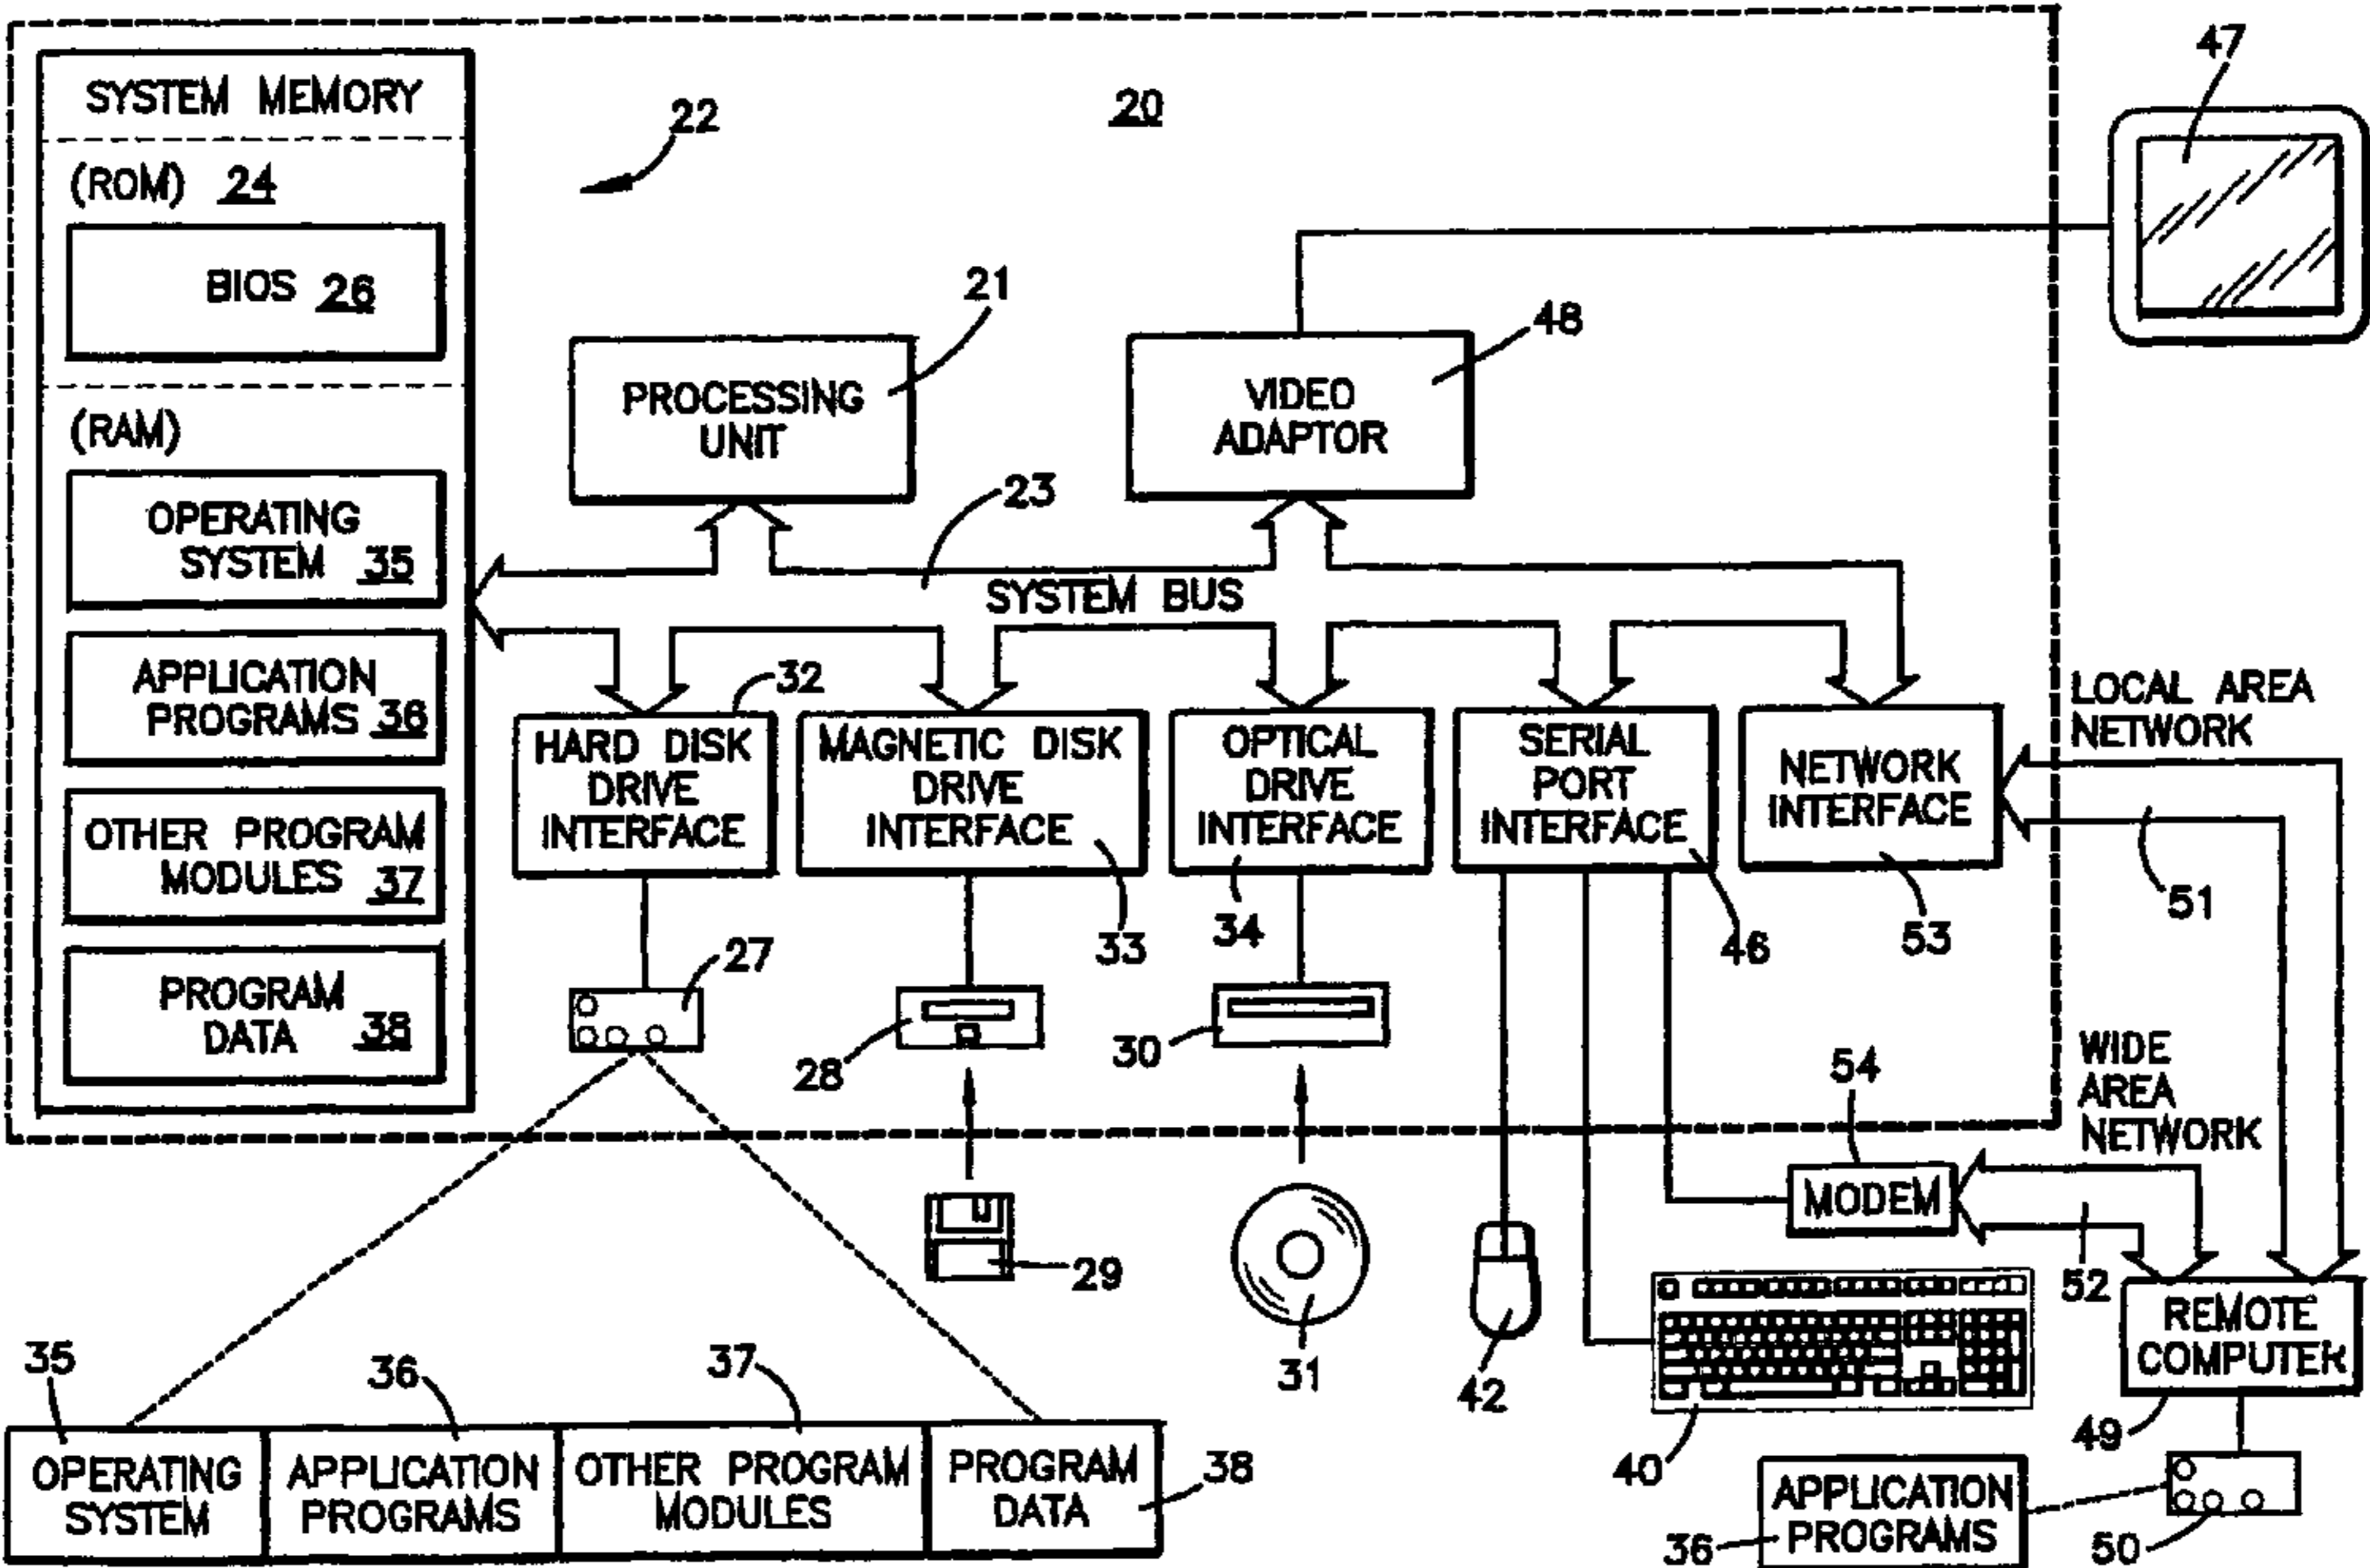 SYSTEM MEMORY
(ROM) 24
BIOS 26
(RAM)
OPERATING
SYSTEM 35
APPLICATION
PROGRAMS 36
OTHER PROGRAM
MODULES 37
PROGRAM
DATA 38
22
20
47
21
PROCESSING
UNIT
48
VIDEO
ADAPTOR
23
SYSTEM BUS
32
HARD DISK
DRIVE
INTERFACE
MAGNETIC DISK
DRIVE
INTERFACE
33
OPTICAL
DRIVE
INTERFACE
34
SERIAL
PORT
INTERFACE
46
NETWORK
INTERFACE
53
LOCAL AREA
NETWORK
51
27
28
30
54
WIDE
AREA
NETWORK
MODEM
29
31
42
40
52
REMOTE
COMPUTER
49
50
35
36
37
OPERATING
SYSTEM
APPLICATION
PROGRAMS
OTHER PROGRAM
MODULES
PROGRAM
DATA
38
APPLICATION
PROGRAMS
36